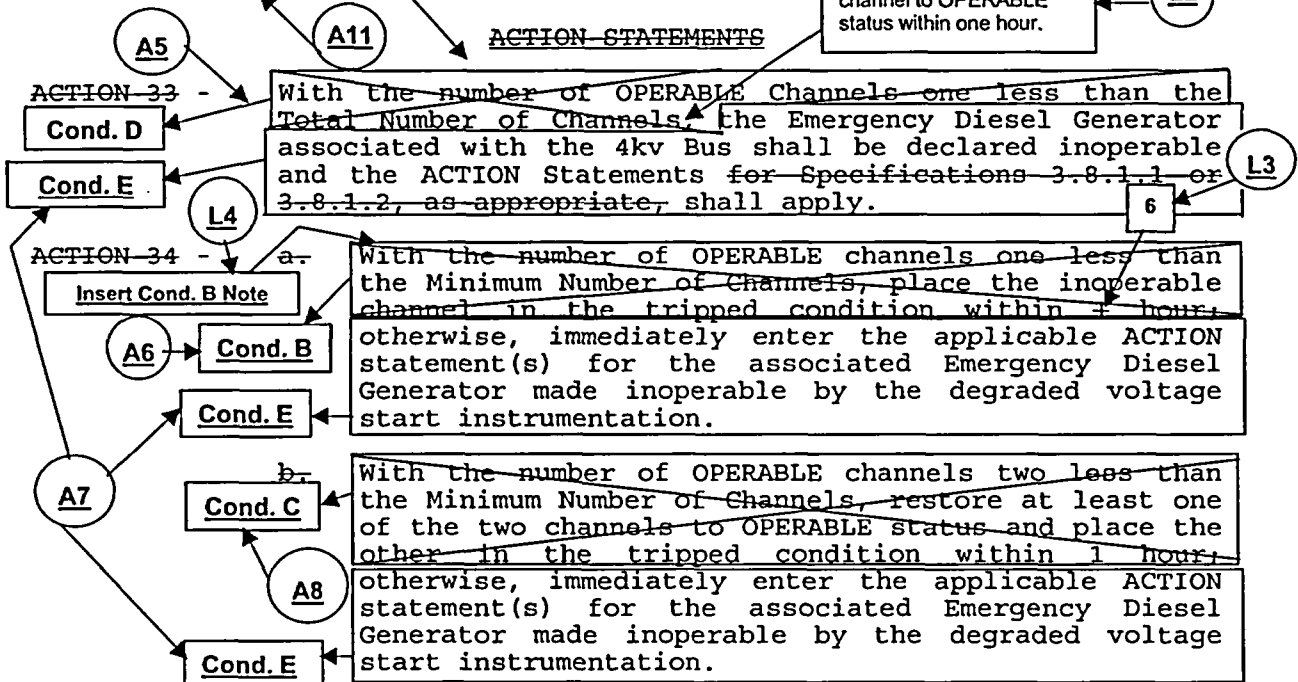 channel to OPERABLE
status within one hour.
A11
A5
ACTION STATEMENTS
ACTION 33 - With the number of OPERABLE Channels one less than the
Cond. D
Total Number of Channels, the Emergency Diesel Generator
associated with the 4kv Bus shall be declared inoperable
Cond. E
and the ACTION Statements for Specifications 3.8.1.1 or
L3
3.8.1.2, as appropriate, shall apply.
6
L4
ACTION 34 - a. With the number of OPERABLE channels one less than
Insert Cond. B Note
the Minimum Number of Channels, place the inoperable
channel in the tripped condition within 1 hour;
A6
Cond. B
otherwise, immediately enter the applicable ACTION
statement(s) for the associated Emergency Diesel
Generator made inoperable by the degraded voltage
Cond. E
start instrumentation.
A7
b. With the number of OPERABLE channels two less than
Cond. C
the Minimum Number of Channels, restore at least one
of the two channels to OPERABLE status and place the
other in the tripped condition within 1 hour;
A8
otherwise, immediately enter the applicable ACTION
statement(s) for the associated Emergency Diesel
Generator made inoperable by the degraded voltage
Cond. E
start instrumentation.